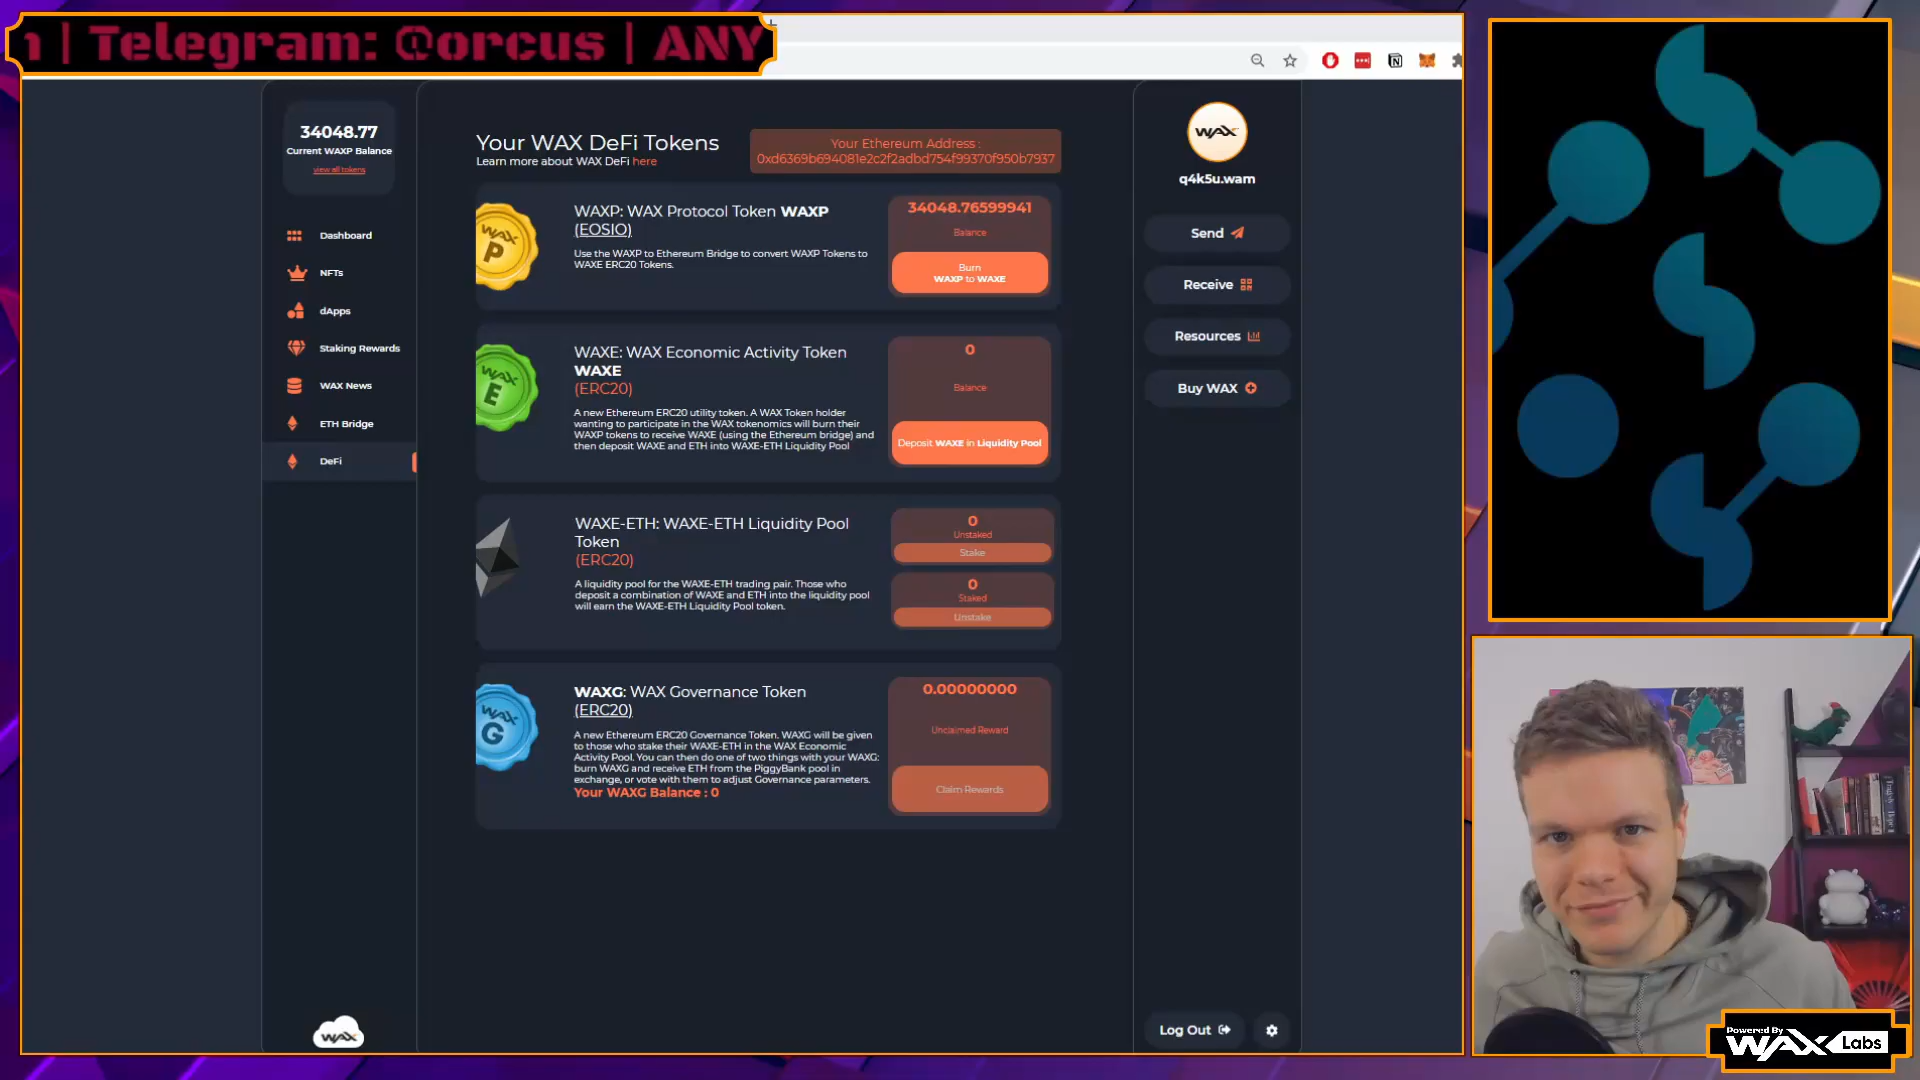 | Telegram: @orcus | ANY
34048.77
Current WAXP Balance
view all tokens
Dashboard
NFTs
dApps
Staking Rewards
WAX News
ETH Bridge
DeFi
WAX
Your WAX DeFi Tokens
Learn more about WAX DeFi here
Your Ethereum Address :
0xd6369b694081e2c2f2adbd754f99370f950b7937
WAX
P
WAXP: WAX Protocol Token WAXP
(EOSIO)
Use the WAXP to Ethereum Bridge to convert WAXP Tokens to
WAXE ERC20 Tokens.
34048.76599941
Balance
Burn
WAXP to WAXE
WAX
E
WAXE: WAX Economic Activity Token
WAXE
(ERC20)
A new Ethereum ERC20 utility token. A WAX Token holder
wanting to participate in the WAX tokenomics will burn their
WAXP tokens to receive WAXE (using the Ethereum bridge) and
then deposit WAXE and ETH into WAXE-ETH Liquidity Pool
0
Balance
Deposit WAXE in Liquidity Pool
WAXE-ETH: WAXE-ETH Liquidity Pool
Token
(ERC20)
A liquidity pool for the WAXE-ETH trading pair. Those who
deposit a combination of WAXE and ETH into the liquidity pool
will earn the WAXE-ETH Liquidity Pool token.
0
Unstaked
Stake
0
Staked
Unstake
WAX
G
WAXG: WAX Governance Token
(ERC20)
A new Ethereum ERC20 Governance Token. WAXG will be given
to those who stake their WAXE-ETH in the WAX Economic
Activity Pool. You can then do one of two things with your WAXG:
burn WAXG and receive ETH from the PiggyBank pool in
exchange, or vote with them to adjust Governance parameters.
Your WAXG Balance : 0
0.00000000
Unclaimed Reward
Claim Rewards
WAX
q4k5u.wam
Send
Receive
Resources
Buy WAX
Log Out
Powered By
WAX Labs